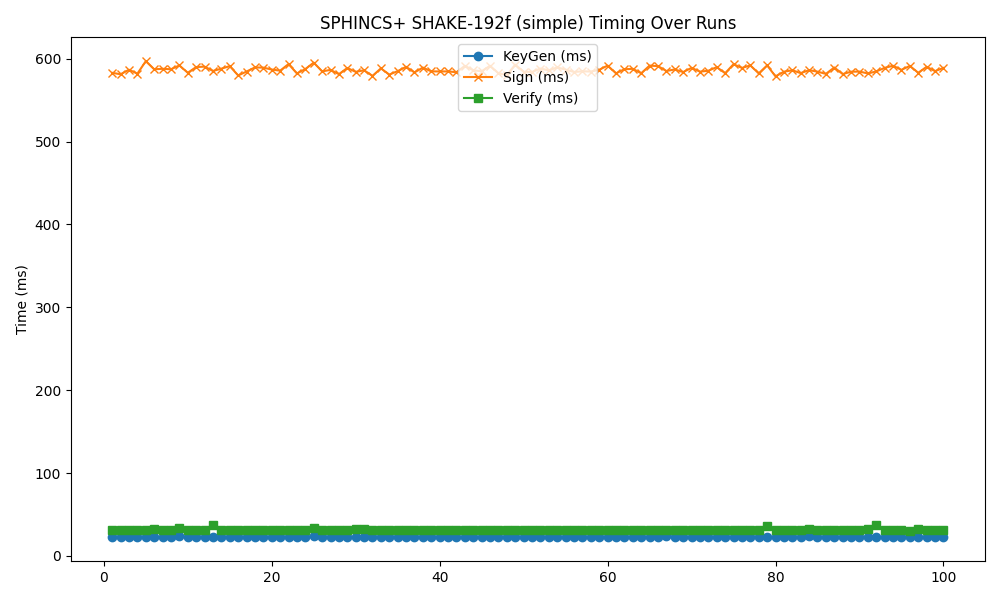 SPHINCS+ SHAKE-192f (simple) Timing Over Runs
KeyGen (ms)
Sign (ms)
Verify (ms)
Time (ms)
600
500
400
300
200
100
0
0
20
40
60
80
100